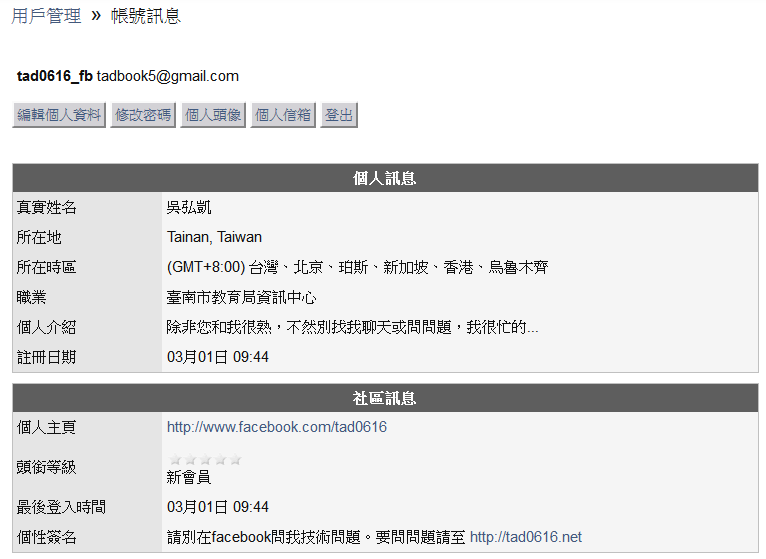 用戶管理 » 帳號訊息
tad0616_fb tadbook5@gmail.com
編輯個人資料 修改密碼 個人頭像 個人信箱 登出
個人訊息
真實姓名 吳弘凱
所在地 Tainan, Taiwan
所在時區 (GMT+8:00) 台灣、北京、珀斯、新加坡、香港、烏魯木齊
職業 臺南市教育局資訊中心
個人介紹 除非您和我很熟，不然別找我聊天或問問題，我很忙的...
註冊日期 03月01日 09:44
社區訊息
個人主頁 http://www.facebook.com/tad0616
頭銜等級
新會員
最後登入時間 03月01日 09:44
個性簽名 請別在facebook問我技術問題。要問問題請至 http://tad0616.net